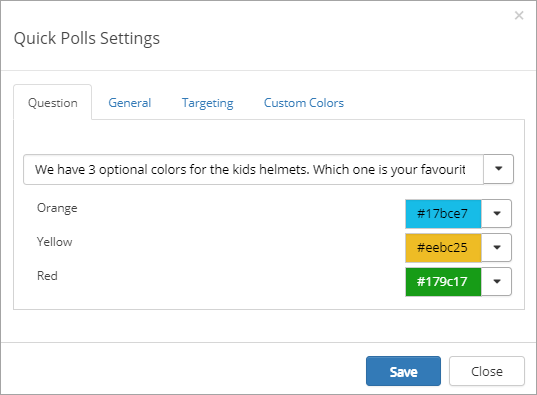 ×
Quick Polls Settings
Question General Targeting Custom Colors
We have 3 optional colors for the kids helmets. Which one is your favourit
Orange #17bce7
Yellow #eebc25
Red #179c17
Save Close